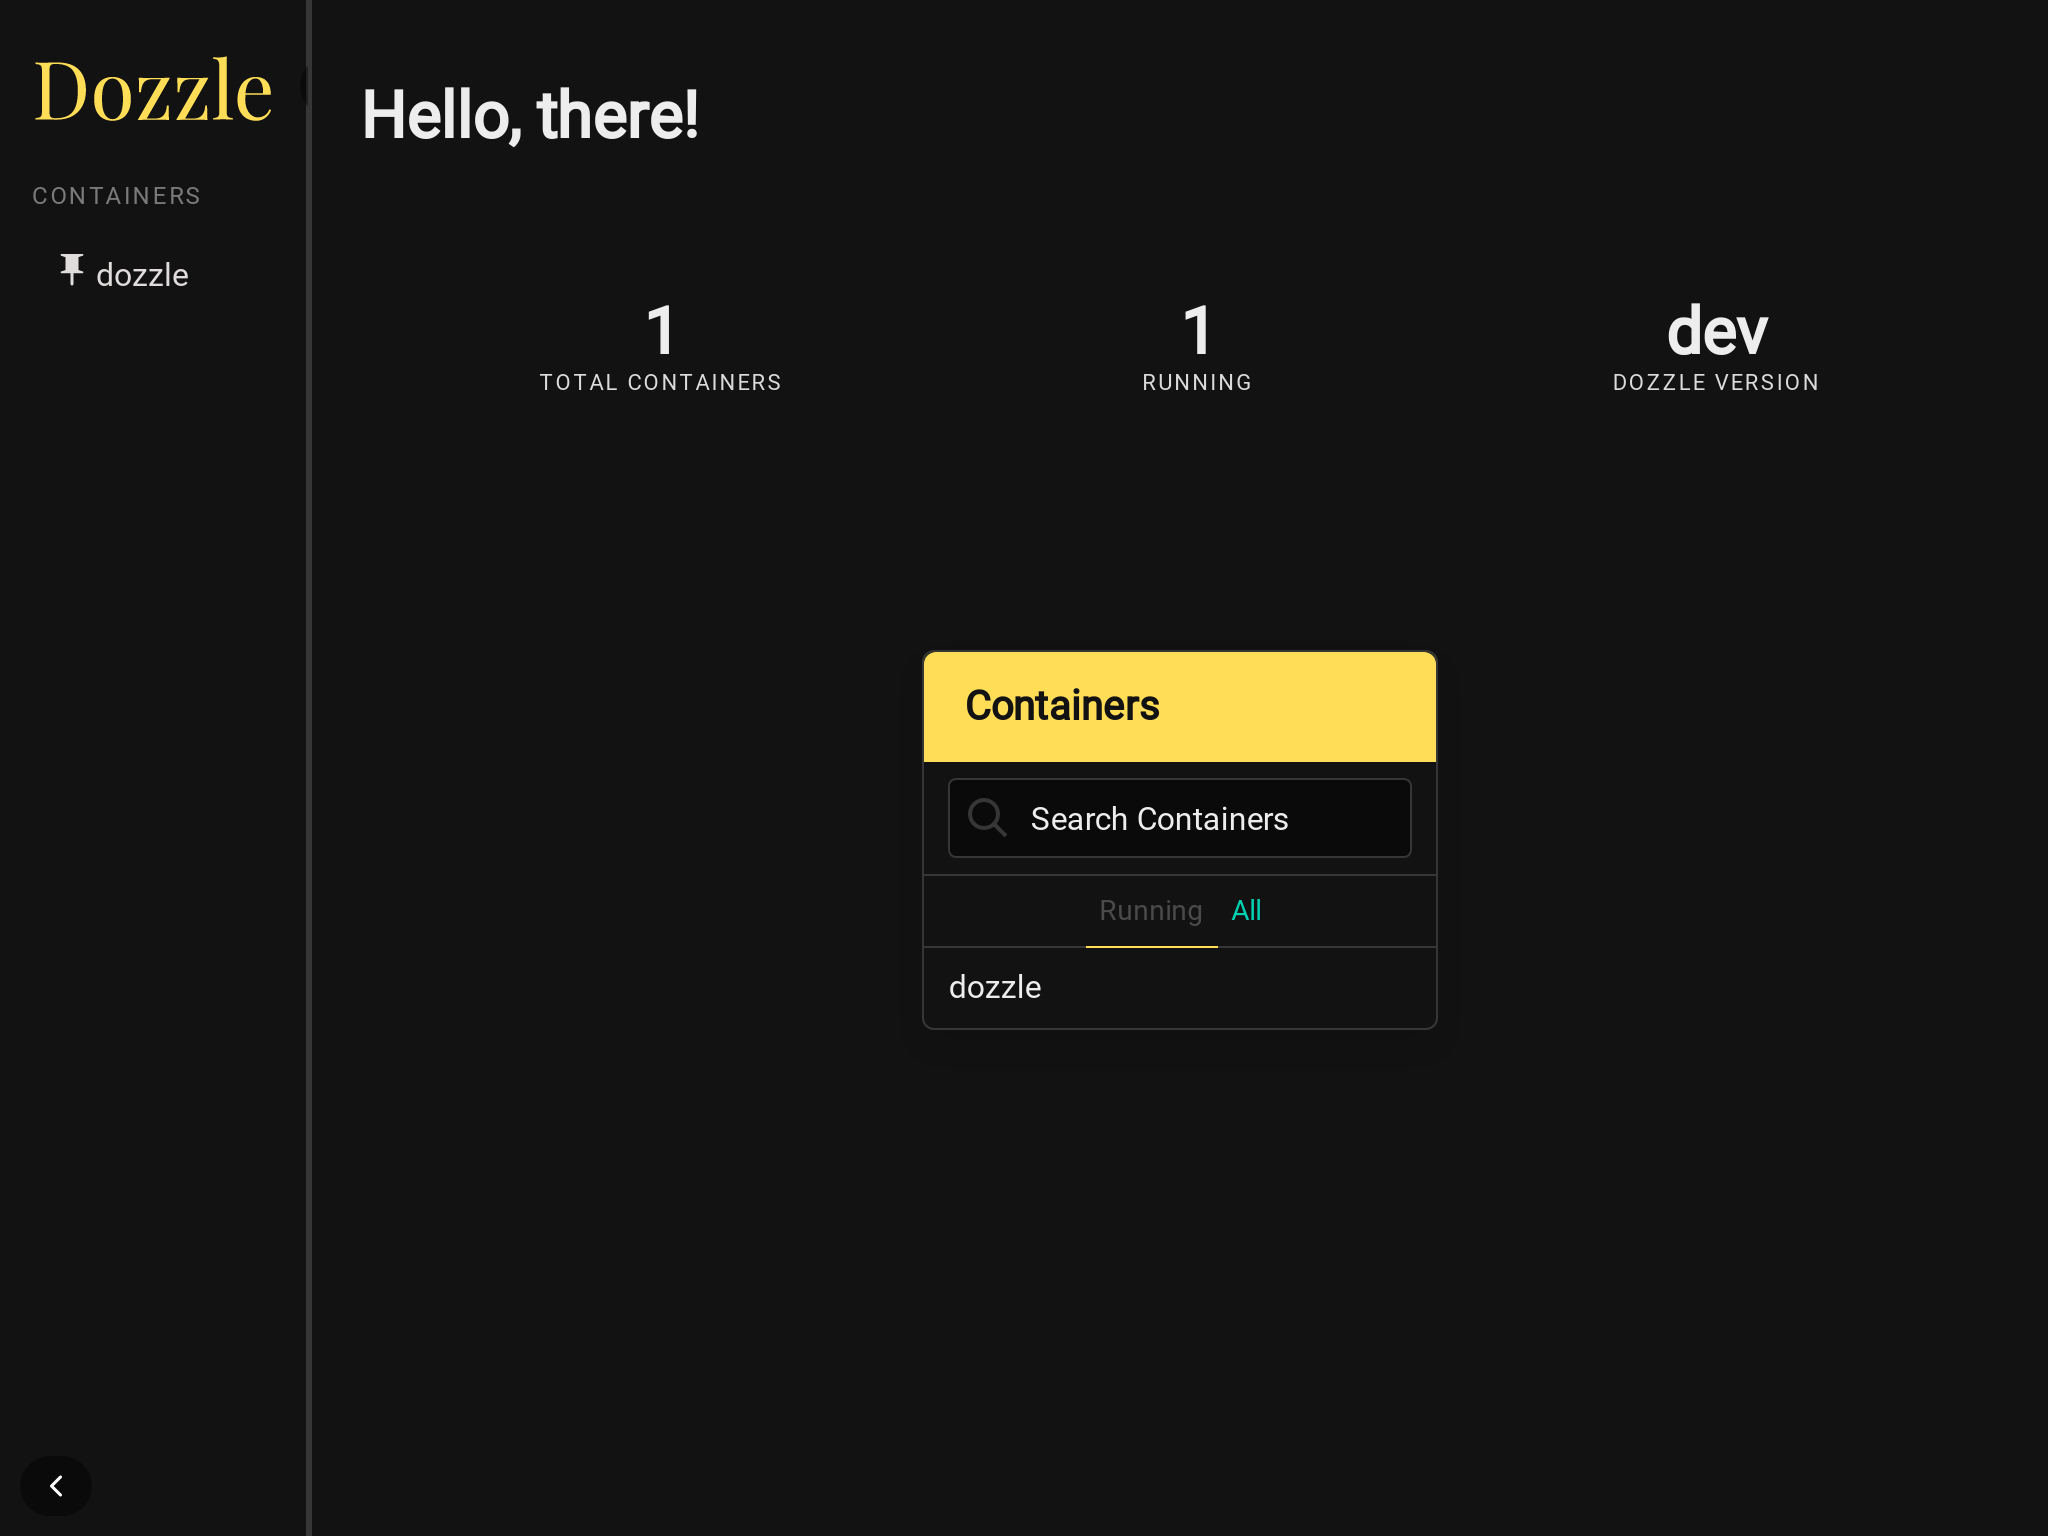 Dozzle
CONTAINERS
dozzle
Hello, there!
1
TOTAL CONTAINERS
1
RUNNING
dev
DOZZLE VERSION
Containers
Search Containers
Running All
dozzle